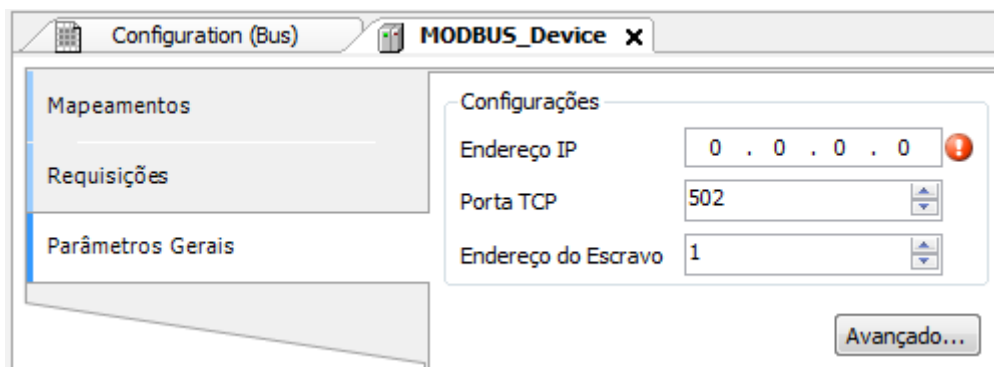 Configuration (Bus) MODBUS_Device X
Mapeamentos
Requisições
Parâmetros Gerais
Configurações
Endereço IP 0 . 0 . 0 . 0
Porta TCP 502
Endereço do Escravo 1
Avançado...